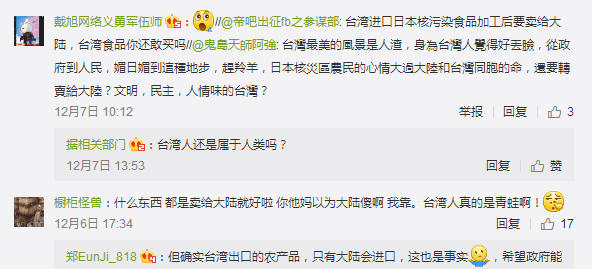 戴旭网络义勇军伍师：//@帝吧出征fb之参谋部: 台湾进口日本核污染食品加工后要卖给大
陆，台湾食品你还敢买吗//@鬼島天師阿強: 台灣最美的風景是人渣，身為台灣人覺得好丟臉，從政
府到人民，媚日媚到這種地步，趕羚羊，日本核災區農民的心情大過大陸和台灣同胞的命，還要轉
賣給大陸？文明，民主，人情味的台灣？
12月7日 10:12 举报 回复 3
据相关部门：台湾人还是属于人类吗？
12月7日 13:53 回复 赞
橱柜怪兽：什么东西 都是卖给大陆就好啦 你他妈以为大陆傻啊 我靠。台湾人真的是青蛙啊！
12月6日 17:34 回复 17
郑EunJi_818：但确实台湾出口的农产品，只有大陆会进口，这也是事实，希望政府能